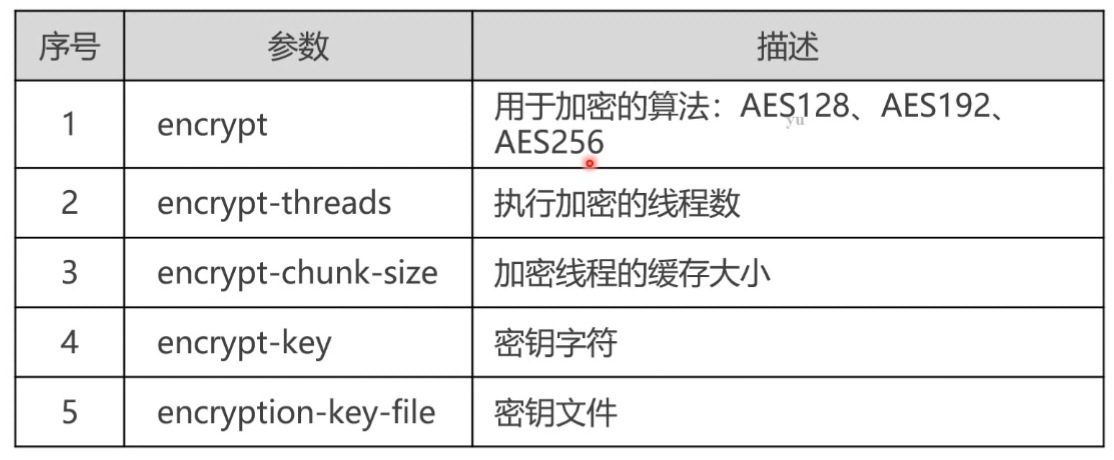 序号 参数 描述
1 encrypt 用于加密的算法：AES128、AES192、
AES256
yu
2 encrypt-threads 执行加密的线程数
3 encrypt-chunk-size 加密线程的缓存大小
4 encrypt-key 密钥字符
5 encryption-key-file 密钥文件